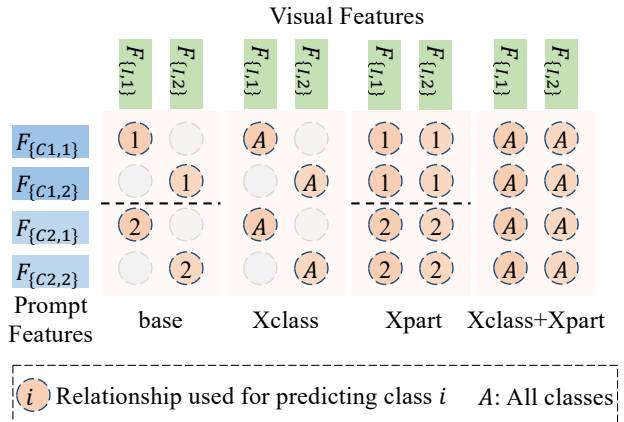 Visual Features
F{I,1} F{I,2} F{I,1} F{I,2} F{I,1} F{I,2} F{I,1} F{I,2}
F{C1,1} 1 A 1 1 A A
F{C1,2} 1 A 1 1 A A
F{C2,1} 2 A 2 2 A A
F{C2,2} 2 A 2 2 A A
Prompt
Features
base Xclass Xpart Xclass+Xpart
i Relationship used for predicting class i A: All classes